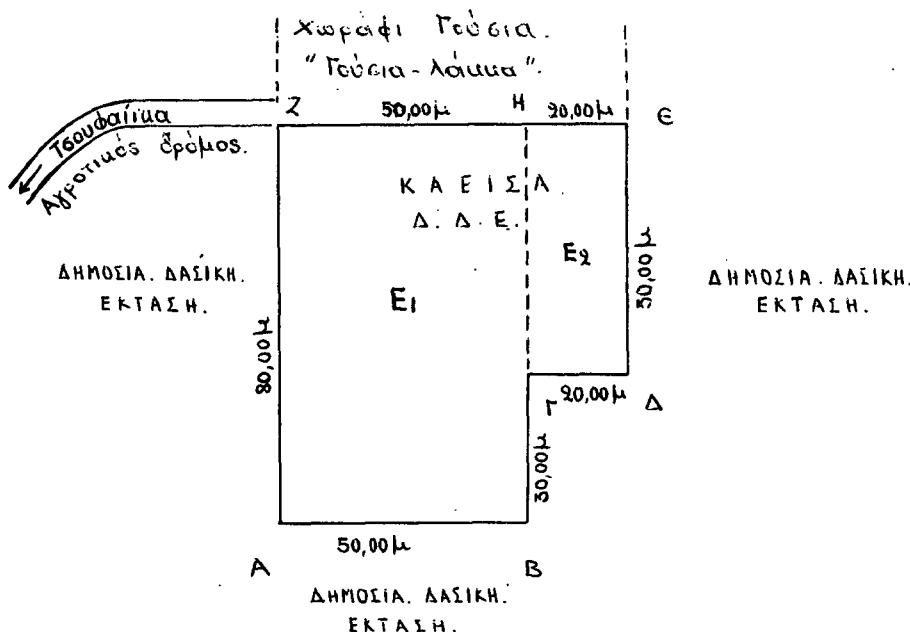 Χωράφι Γούσια.
"Γούσια-λάκκα".
Ζ 50,00μ Η 20,00μ Ε
Τσουφαίικα
Αγροτικός δρόμος.
Κ Λ Ε Ι Σ Λ
Δ. Δ. Ε.
Ε2
50,00μ
ΔΗΜΟΣΙΑ. ΔΑΣΙΚΗ.
ΕΚΤΑΣΗ.
Ε1
ΔΗΜΟΣΙΑ. ΔΑΣΙΚΗ.
ΕΚΤΑΣΗ.
80,00μ
Γ 20,00μ Δ
30,00μ
50,00μ
Α Β
ΔΗΜΟΣΙΑ. ΔΑΣΙΚΗ.
ΕΚΤΑΣΗ.